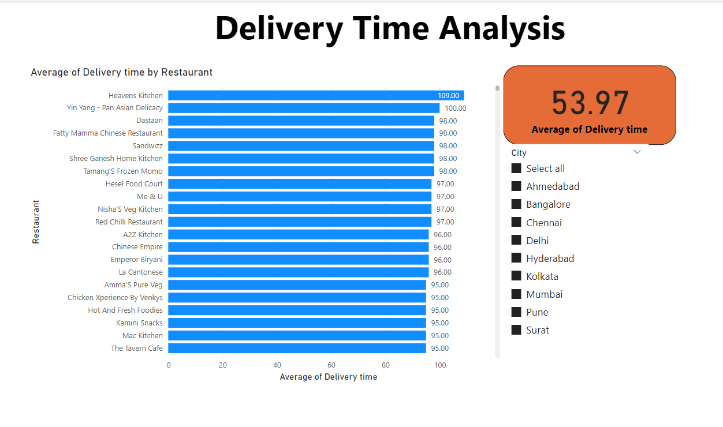 Delivery Time Analysis
Average of Delivery time by Restaurant
Restaurant
Heavens Kitchen 109.00
Yin Yang - Pan Asian Delicacy 100.00
Dastaan 98.00
Fatty Mamma Chinese Restaurant 98.00
Sandwizz 98.00
Shree Ganesh Home Kitchen 98.00
Tamang'S Frozen Momo 98.00
Hesel Food Court 97.00
Me & U 97.00
Nisha'S Veg Kitchen 97.00
Red Chilli Restaurant 97.00
A2Z Kitchen 96.00
Chinese Empire 96.00
Emperor Biryani 96.00
La Cantonese 96.00
Amma'S Pure Veg 95.00
Chicken Xperience By Venkys 95.00
Hot And Fresh Foodies 95.00
Kamini Snacks 95.00
Mac Kitchen 95.00
The Tavern Cafe 95.00
0 20 40 60 80 100
Average of Delivery time
53.97
Average of Delivery time
City
Select all
Ahmedabad
Bangalore
Chennai
Delhi
Hyderabad
Kolkata
Mumbai
Pune
Surat